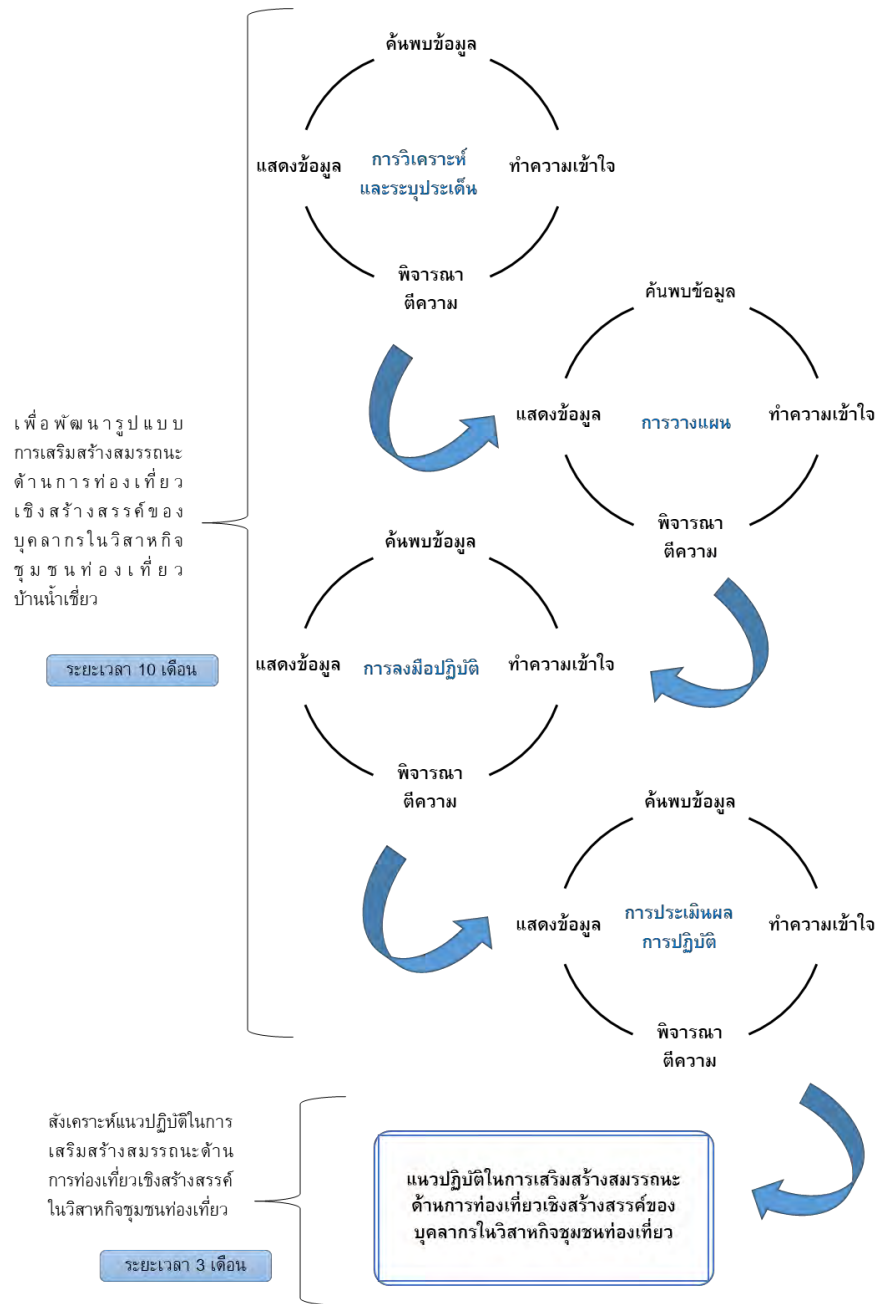 ค้นพบข้อมูล
แสดงข้อมูล
การวิเคราะห์
และระบุประเด็น
ทำความเข้าใจ
พิจารณา
ตีความ
ค้นพบข้อมูล
แสดงข้อมูล
การวางแผน
ทำความเข้าใจ
พิจารณา
ตีความ
เพื่อพัฒนารูปแบบ
การเสริมสร้างสมรรถนะ
ด้านการท่องเที่ยว
เชิงสร้างสรรค์ของ
บุคลากรในวิสาหกิจ
ชุมชนท่องเที่ยว
บ้านน้ำเชี่ยว
ระยะเวลา 10 เดือน
ค้นพบข้อมูล
แสดงข้อมูล
การลงมือปฏิบัติ
ทำความเข้าใจ
พิจารณา
ตีความ
ค้นพบข้อมูล
แสดงข้อมูล
การประเมินผล
การปฏิบัติ
ทำความเข้าใจ
พิจารณา
ตีความ
สังเคราะห์แนวปฏิบัติในการ
เสริมสร้างสมรรถนะด้าน
การท่องเที่ยวเชิงสร้างสรรค์
ในวิสาหกิจชุมชนท่องเที่ยว
ระยะเวลา 3 เดือน
แนวปฏิบัติในการเสริมสร้างสมรรถนะ
ด้านการท่องเที่ยวเชิงสร้างสรรค์ของ
บุคลากรในวิสาหกิจชุมชนท่องเที่ยว